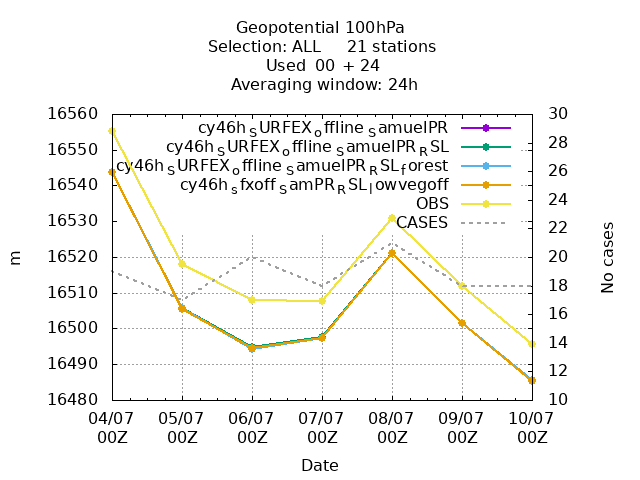 Geopotential 100hPa
Selection: ALL 21 stations
Used 00 + 24
Averaging window: 24h
cy46h_SURFEX_offline_SamuelPR
cy46h_SURFEX_offline_SamuelPR_RSL
cy46h_SURFEX_offline_SamuelPR_RSL_forest
cy46h_sfxoff_SamPR_RSL_lowvegoff
OBS
CASES
16560
16550
16540
16530
16520
16510
16500
16490
16480
m
30
28
26
24
22
20
18
16
14
12
10
No cases
04/07 05/07 06/07 07/07 08/07 09/07 10/07
00Z 00Z 00Z 00Z 00Z 00Z 00Z
Date